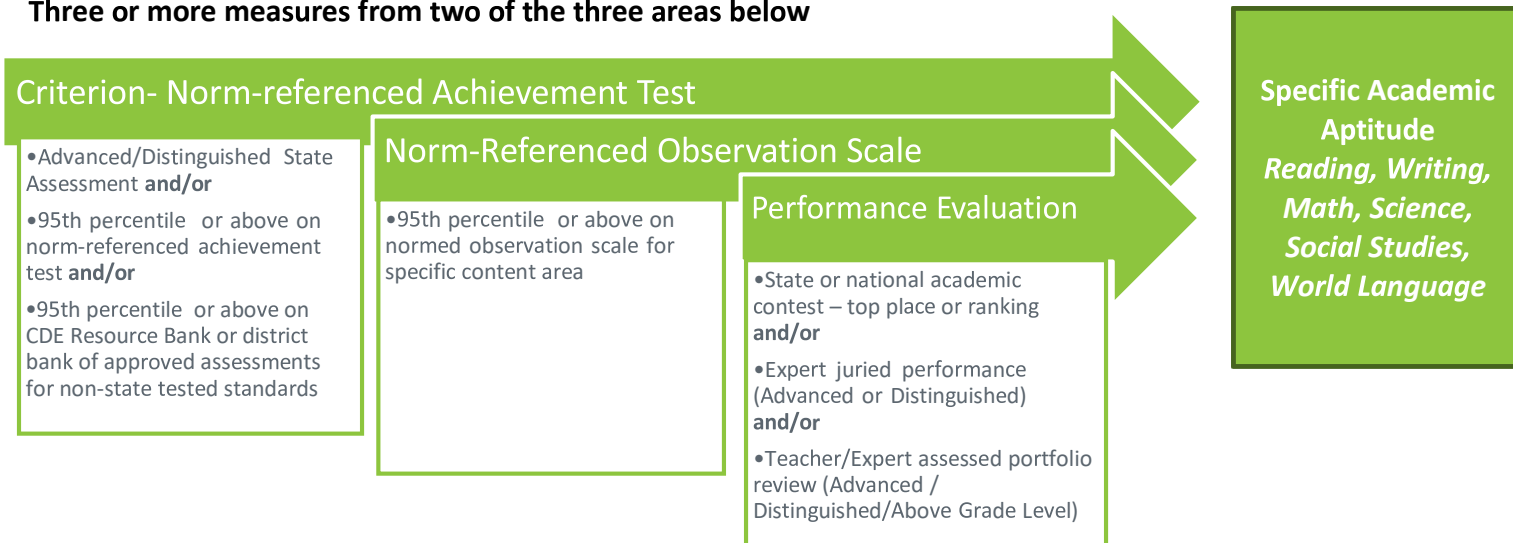 Three or more measures from two of the three areas below
Criterion- Norm-referenced Achievement Test
•Advanced/Distinguished State
Assessment and/or
•95th percentile or above on
norm-referenced achievement
test and/or
•95th percentile or above on
CDE Resource Bank or district
bank of approved assessments
for non-state tested standards
Norm-Referenced Observation Scale
•95th percentile or above on
normed observation scale for
specific content area
Performance Evaluation
•State or national academic
contest – top place or ranking
and/or
•Expert juried performance
(Advanced or Distinguished)
and/or
•Teacher/Expert assessed portfolio
review (Advanced /
Distinguished/Above Grade Level)
Specific Academic
Aptitude
Reading, Writing,
Math, Science,
Social Studies,
World Language